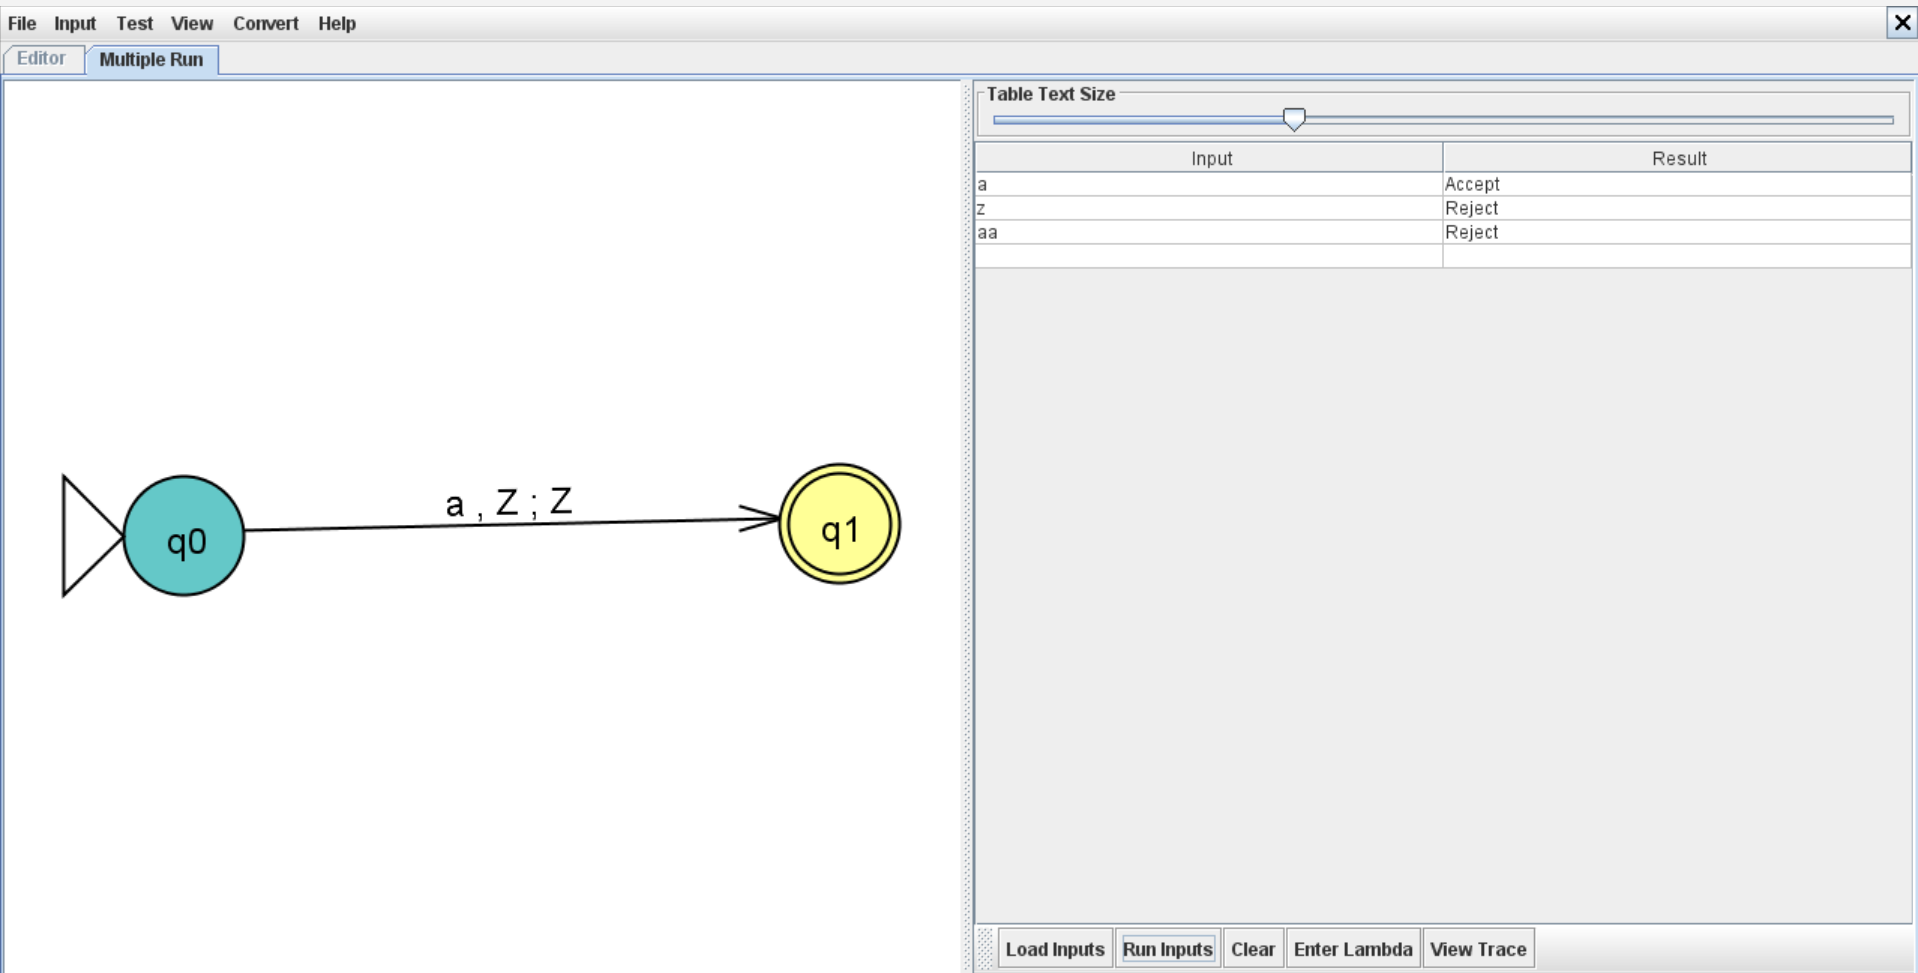 File Input Test View Convert Help
Editor Multiple Run
Table Text Size
Input Result
a Accept
z Reject
aa Reject
a , Z ; Z
q0
q1
Load Inputs Run Inputs Clear Enter Lambda View Trace